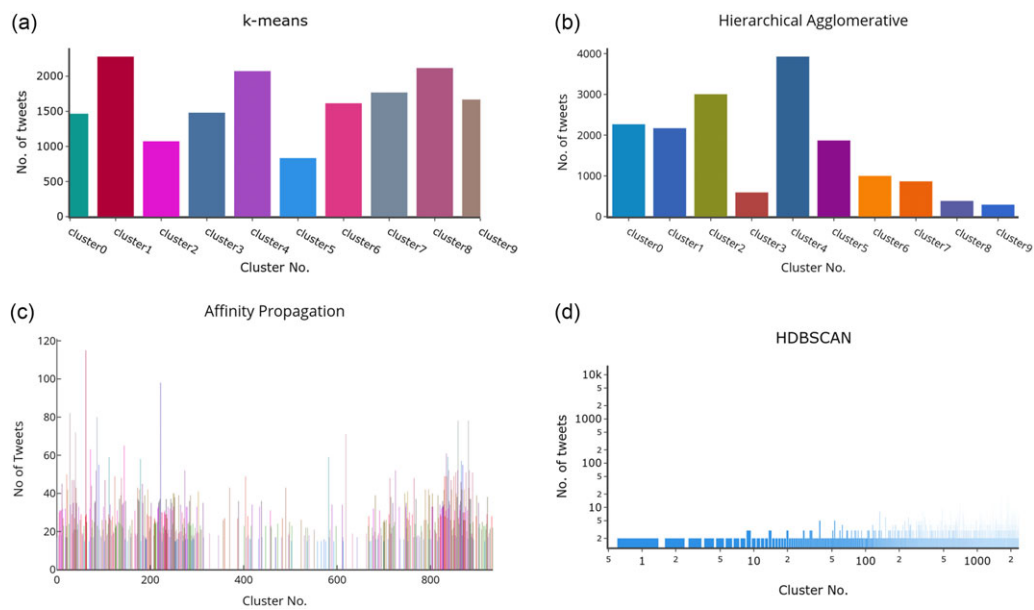 (a)
k-means
No. of tweets
2000
1500
1000
500
0
cluster0
cluster1
cluster2
cluster3
cluster4
cluster5
cluster6
cluster7
cluster8
cluster9
Cluster No.
(b)
Hierarchical Agglomerative
No. of tweets
4000
3000
2000
1000
0
cluster0
cluster1
cluster2
cluster3
cluster4
cluster5
cluster6
cluster7
cluster8
cluster9
Cluster No.
(c)
Affinity Propagation
No of Tweets
120
100
80
60
40
20
0
0 200 400 600 800
Cluster No.
(d)
HDBSCAN
No. of tweets
10k
5
2
1000
5
2
100
5
2
10
5
2
5 1 2 5 10 2 5 100 2 5 1000 2
Cluster No.